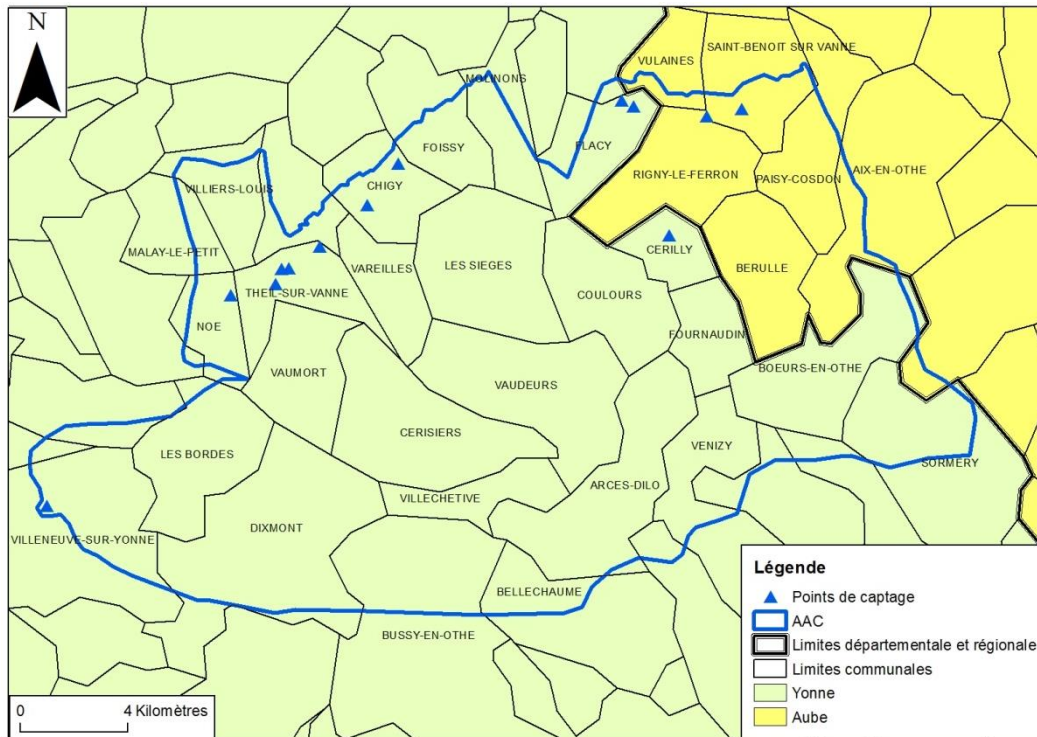 N
SAINT-BENOIT SUR VANNE
VULAINES
MOLINONS
FLACY
FOISSY
CHIGY
VILLIERS-LOUIS
RIGNY-LE-FERRON
PAISY-COSDON
AIX-EN-OTHE
MALAY-LE-PETIT
VAREILLES
LES SIEGES
CERILLY
BERULLE
THEIL-SUR-VANNE
COULOURS
NOE
FOURNAUDIN
VAUMORT
VAUDEURS
BOEURS-EN-OTHE
CERISIERS
VENIZY
LES BORDES
SORMERY
ARCES-DILO
VILLECHETIVE
DIXMONT
VILLENEUVE-SUR-YONNE
BELLECHAUME
BUSSY-EN-OTHE
Légende
Points de captage
AAC
Limites départementale et régionale
Limites communales
Yonne
Aube
0 4 Kilomètres